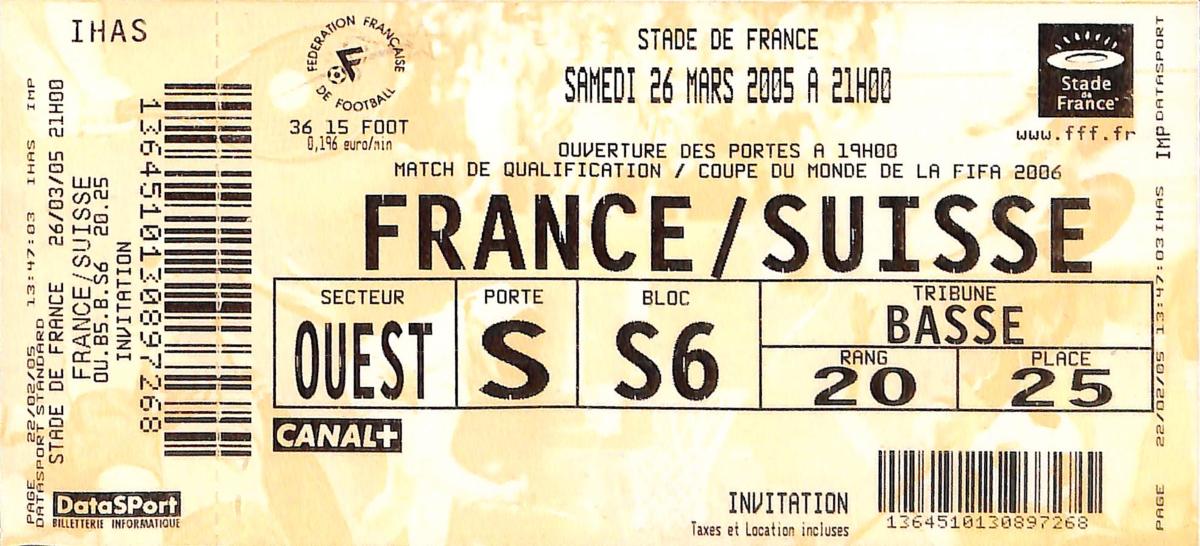 IHAS
PAGE 22/02/05 13:47:03 IHAS IMP
DATASPORT STANDARD
STADE DE FRANCE 26/03/05 21H00
FRANCE/SUISSE
OU.B5.B.S6 20.25
INVITATION
1364510130897268
DataSPort
BILLETTERIE INFORMATIQUE
FEDERATION FRANÇAISE DE FOOTBALL
36 15 FOOT
0,196 euro/min
STADE DE FRANCE
SAMEDI 26 MARS 2005 A 21H00
Stade de France
www.fff.fr
OUVERTURE DES PORTES A 19H00
MATCH DE QUALIFICATION / COUPE DU MONDE DE LA FIFA 2006
FRANCE/SUISSE
SECTEUR
OUEST
PORTE
S
BLOC
S6
TRIBUNE
BASSE
RANG
20
PLACE
25
CANAL+
INVITATION
Taxes et Location incluses
1364510130897268
PAGE 22/02/05 13:47:03 IHAS IMP DATASPORT